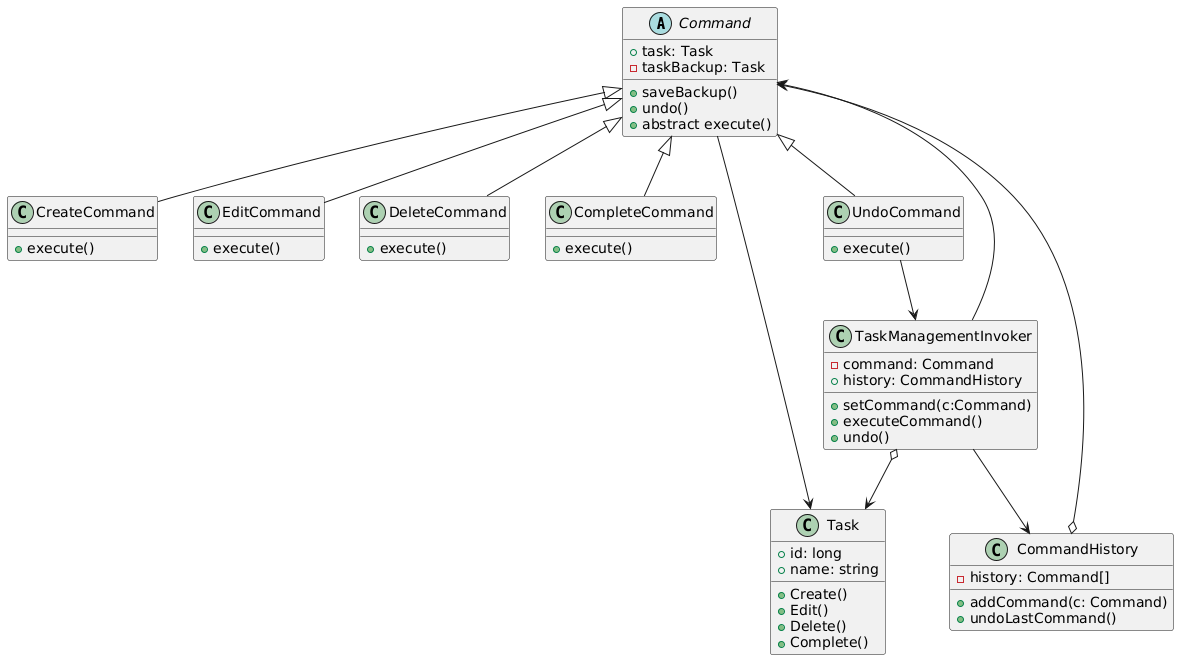 A Command
task: Task
taskBackup: Task
saveBackup()
undo()
abstract execute()
C CreateCommand
execute()
C EditCommand
execute()
C DeleteCommand
execute()
C CompleteCommand
execute()
C UndoCommand
execute()
C TaskManagementInvoker
command: Command
history: CommandHistory
setCommand(c:Command)
executeCommand()
undo()
C Task
id: long
name: string
Create()
Edit()
Delete()
Complete()
C CommandHistory
history: Command[]
addCommand(c: Command)
undoLastCommand()